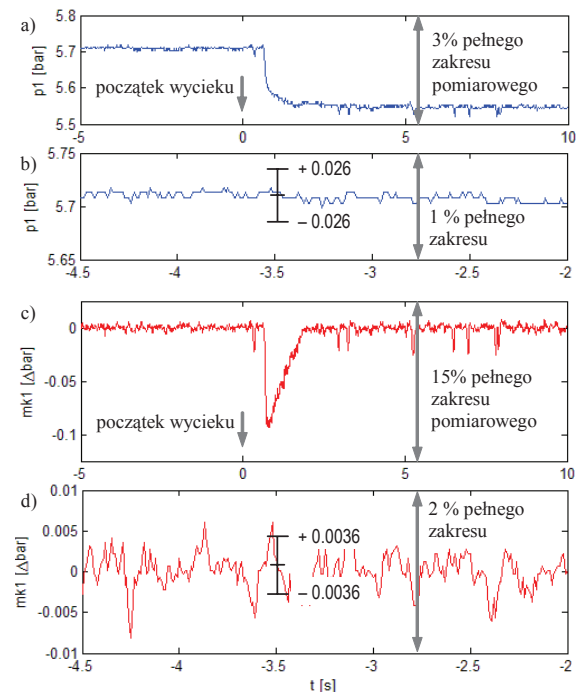 a)
5.8
5.7
5.6
5.5
p1 [bar]
początek wycieku
3% pełnego
zakresu
pomiarowego
-5
0
5
10
b)
5.75
5.7
5.65
p1 [bar]
+ 0.026
– 0.026
1 % pełnego
zakresu
-4.5
-4
-3.5
-3
-2.5
-2
c)
0
-0.05
-0.1
mk1 [Δbar]
początek wycieku
15% pełnego
zakresu
pomiarowego
-5
0
5
10
d)
0.01
0.005
0
-0.005
-0.01
mk1 [Δbar]
+ 0.0036
– 0.0036
2 % pełnego
zakresu
-4.5
-4
-3.5
-3
-2.5
-2
t [s]